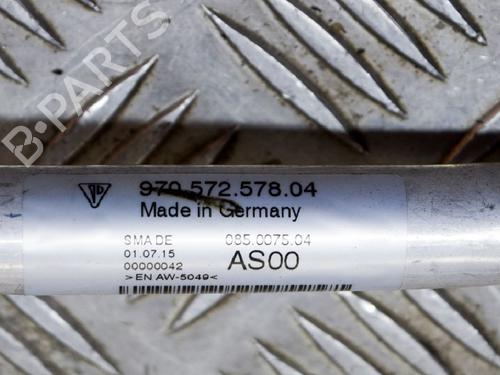 B-PARTS
970.572.578.04
Made in Germany
SMA DE 085.0075.04
01.07.15
00000042 AS00
>EN AW-5049<